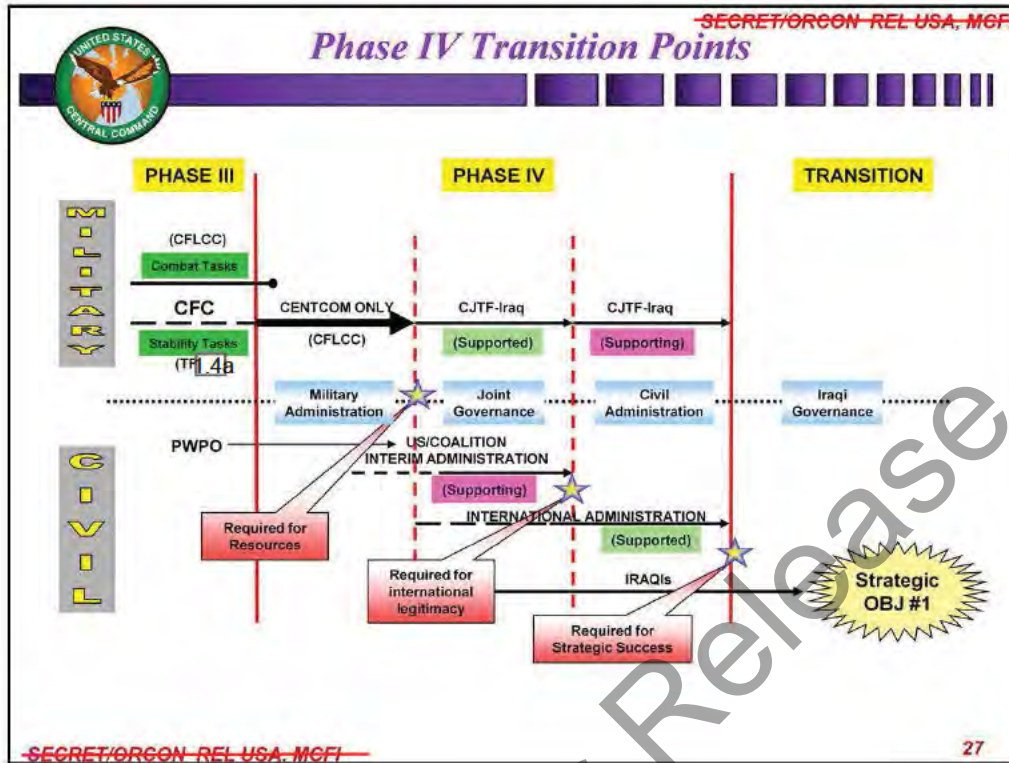 SECRET/ORCON REL USA, MCFI
Phase IV Transition Points
UNITED STATES
CENTRAL COMMAND
PHASE III
PHASE IV
TRANSITION
MILITARY
(CFLCC)
Combat Tasks
CFC
CENTCOM ONLY
CJTF-Iraq
CJTF-Iraq
Stability Tasks
(CFLCC)
(Supported)
(Supporting)
1.4a
Military
Administration
Joint
Governance
Civil
Administration
Iraqi
Governance
CIVIL
PWPO
US/COALITION
INTERIM ADMINISTRATION
(Supporting)
Required for
Resources
INTERNATIONAL ADMINISTRATION
(Supported)
Required for
international
legitimacy
IRAQIs
Strategic
OBJ #1
Required for
Strategic Success
Release
SECRET/ORCON REL USA, MCFI
27